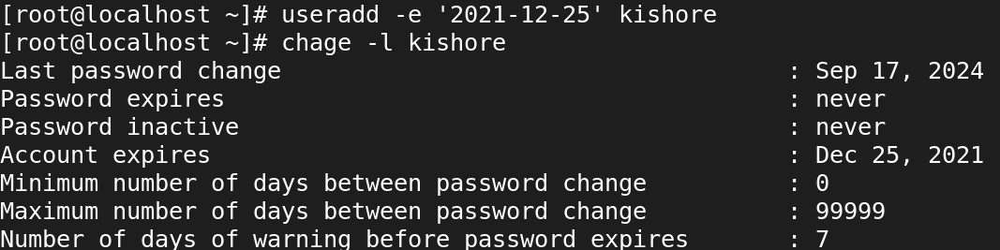 [root@localhost ~]# useradd -e '2021-12-25' kishore
[root@localhost ~]# chage -l kishore
Last password change                                    : Sep 17, 2024
Password expires                                        : never
Password inactive                                       : never
Account expires                                         : Dec 25, 2021
Minimum number of days between password change          : 0
Maximum number of days between password change          : 99999
Number of days of warning before password expires       : 7